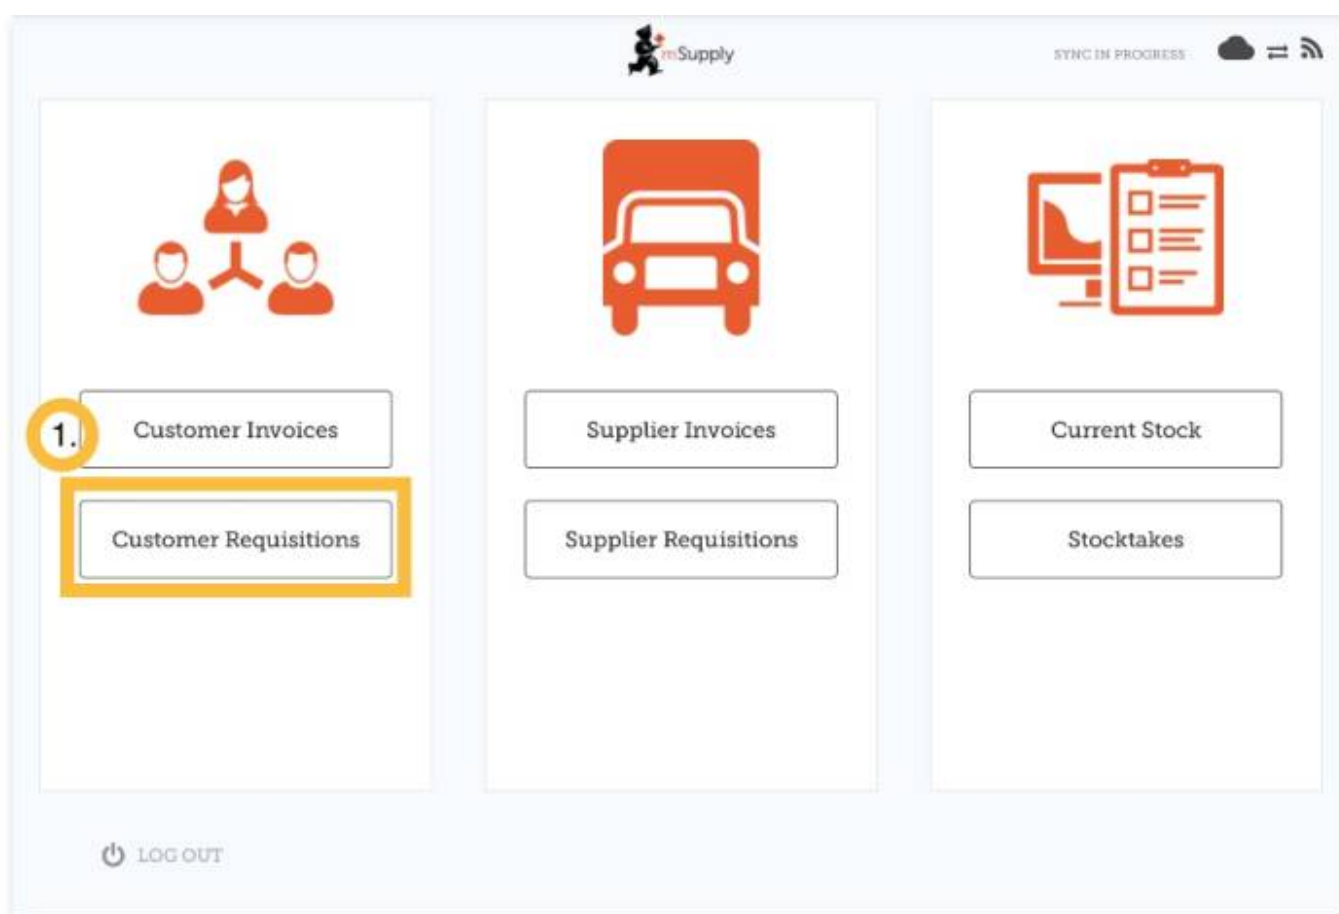 mSupply
SYNC IN PROGRESS
1.
Customer Invoices
Customer Requisitions
Supplier Invoices
Supplier Requisitions
Current Stock
Stocktakes
LOG OUT